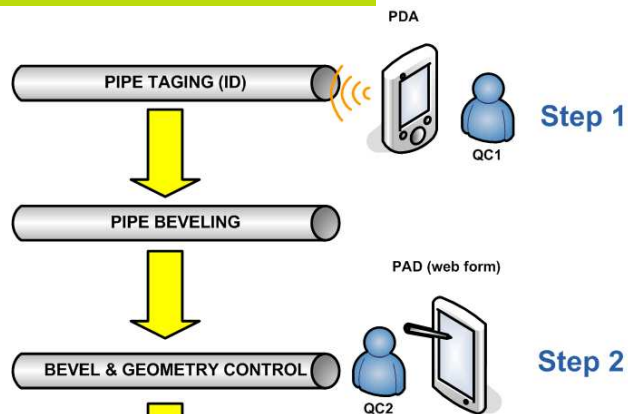 PDA
PIPE TAGING (ID)
Step 1
QC1
PIPE BEVELING
PAD (web form)
BEVEL & GEOMETRY CONTROL
Step 2
QC2